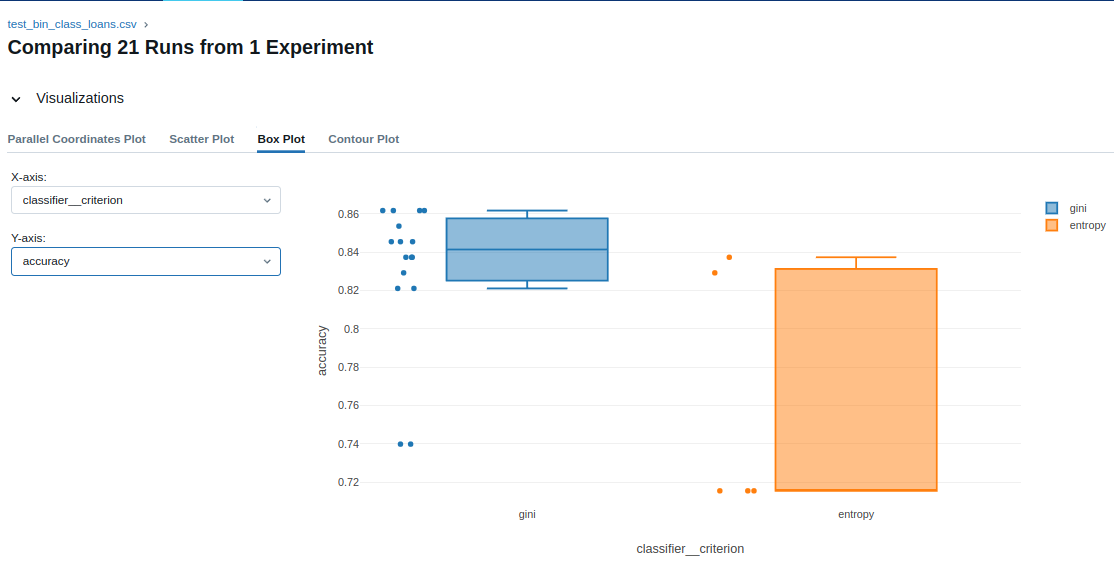 test_bin_class_loans.csv ›
Comparing 21 Runs from 1 Experiment
Visualizations
Parallel Coordinates Plot Scatter Plot Box Plot Contour Plot
X-axis:
classifier__criterion
Y-axis:
accuracy
accuracy
0.86
0.84
0.82
0.8
0.78
0.76
0.74
0.72
gini entropy
classifier__criterion
gini
entropy